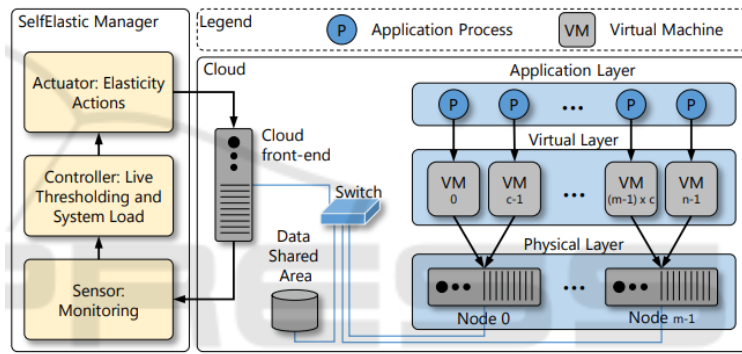 SelfElastic Manager
Actuator: Elasticity
Actions
Controller: Live
Thresholding and
System Load
Sensor:
Monitoring
Legend
P Application Process
VM Virtual Machine
Cloud
Cloud
front-end
Switch
Data
Shared
Area
Application Layer
P P ... P P
Virtual Layer
VM VM ... VM VM
0 c-1 (m-1) x c n-1
Physical Layer
...
Node 0 Node m-1
PRESS